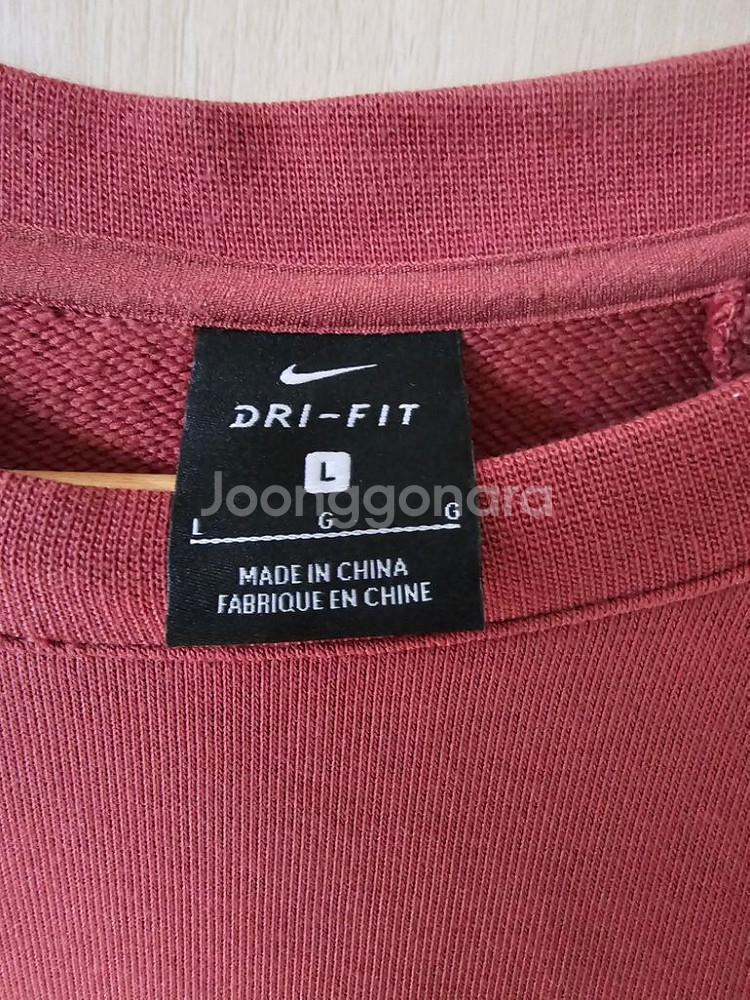 DRI-FIT
L
Joonggonara
L G G
MADE IN CHINA
FABRIQUE EN CHINE